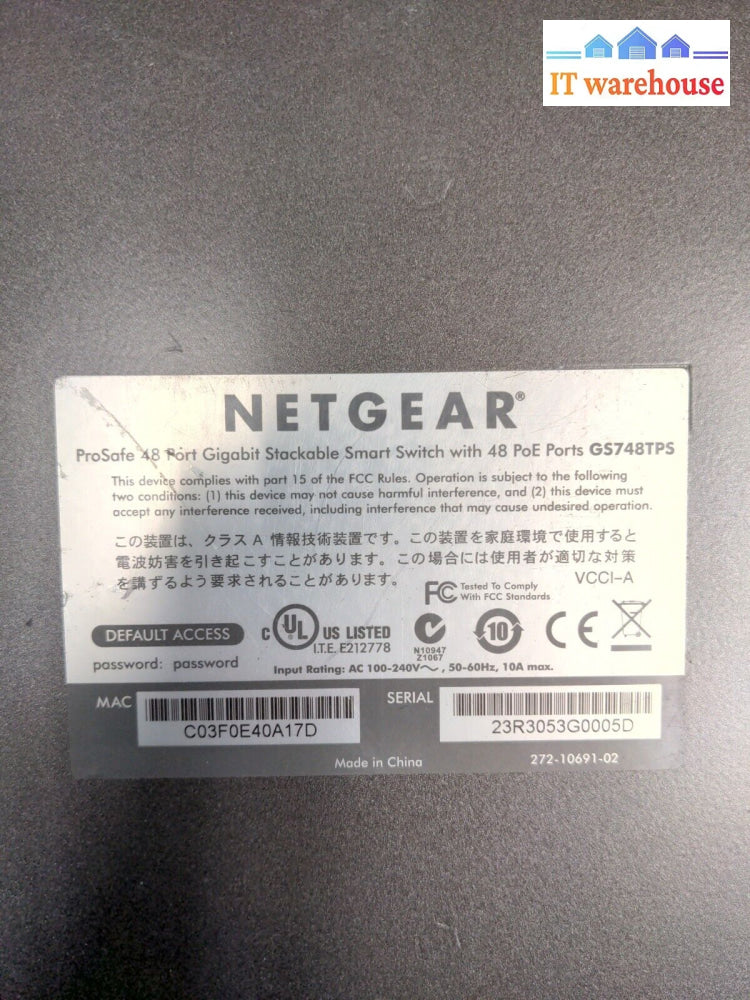 IT warehouse
NETGEAR®
ProSafe 48 Port Gigabit Stackable Smart Switch with 48 PoE Ports GS748TPS
This device complies with part 15 of the FCC Rules. Operation is subject to the following
two conditions: (1) this device may not cause harmful interference, and (2) this device must
accept any interference received, including interference that may cause undesired operation.
この装置は、クラス A 情報技術装置です。この装置を家庭環境で使用すると
電波妨害を引き起こすことがあります。この場合には使用者が適切な対策
を講ずるよう要求されることがあります。 VCCI-A
FC Tested To Comply
With FCC Standards
DEFAULT ACCESS
password: password
C UL US LISTED
I.T.E. E212778
N10947
Z1067
10
CE
Input Rating: AC 100-240V～, 50-60Hz, 10A max.
MAC
C03F0E40A17D
SERIAL
23R3053G0005D
Made in China
272-10691-02